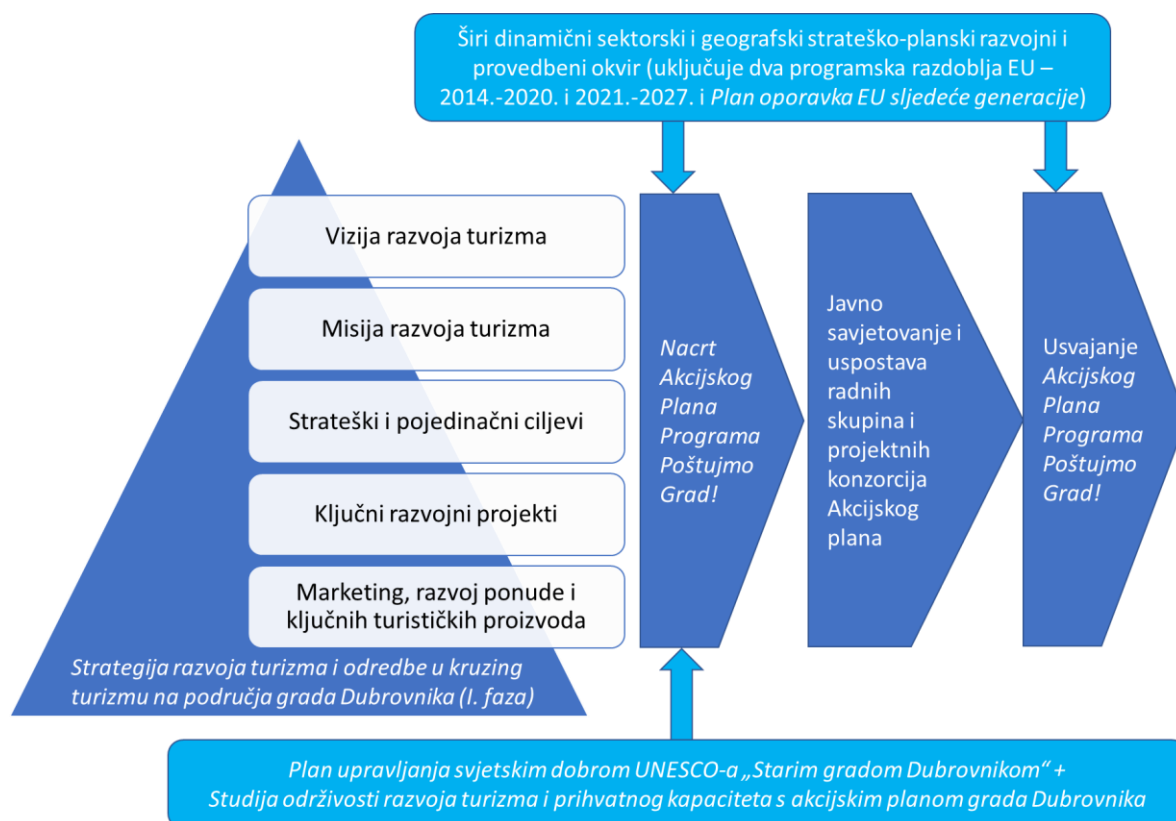 Širi dinamični sektorski i geografski strateško-planski razvojni i
provedbeni okvir (uključuje dva programska razdoblja EU –
2014.-2020. i 2021.-2027. i Plan oporavka EU sljedeće generacije)
Vizija razvoja turizma
Misija razvoja turizma
Strateški i pojedinačni ciljevi
Ključni razvojni projekti
Marketing, razvoj ponude i
ključnih turističkih proizvoda
Strategija razvoja turizma i odredbe u kruzing
turizmu na područja grada Dubrovnika (I. faza)
Nacrt
Akcijskog
Plana
Programa
Poštujmo
Grad!
Javno
savjetovanje i
uspostava
radnih
skupina i
projektnih
konzorcija
Akcijskog
plana
Usvajanje
Akcijskog
Plana
Programa
Poštujmo
Grad!
Plan upravljanja svjetskim dobrom UNESCO-a „Starim gradom Dubrovnikom“ +
Studija održivosti razvoja turizma i prihvatnog kapaciteta s akcijskim planom grada Dubrovnika